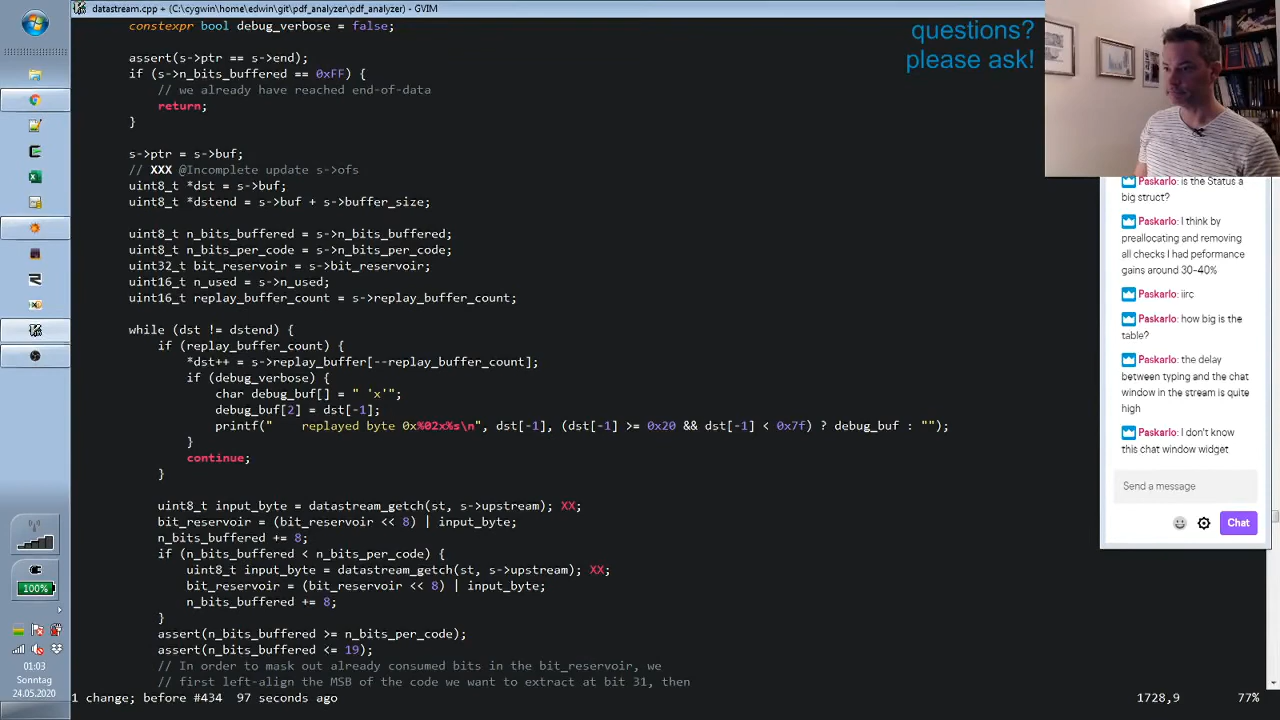 datastream.cpp + (C:\cygwin\home\edwin\git\pdf_analyzer\pdf_analyzer) - GVIM
constexpr bool debug_verbose = false;
assert(s->ptr == s->end);
if (s->n_bits_buffered == 0xFF) {
// we already have reached end-of-data
return;
}
s->ptr = s->buf;
// XXX @Incomplete update s->ofs
uint8_t *dst = s->buf;
uint8_t *dstend = s->buf + s->buffer_size;
uint8_t n_bits_buffered = s->n_bits_buffered;
uint8_t n_bits_per_code = s->n_bits_per_code;
uint32_t bit_reservoir = s->bit_reservoir;
uint16_t n_used = s->n_used;
uint16_t replay_buffer_count = s->replay_buffer_count;
while (dst != dstend) {
if (replay_buffer_count) {
*dst++ = s->replay_buffer[--replay_buffer_count];
if (debug_verbose) {
char debug_buf[] = " 'x'";
debug_buf[2] = dst[-1];
printf("    replayed byte 0x%02x%s\n", dst[-1], (dst[-1] >= 0x20 && dst[-1] < 0x7f) ? debug_buf : "");
}
continue;
}
uint8_t input_byte = datastream_getch(st, s->upstream); XX;
bit_reservoir = (bit_reservoir << 8) | input_byte;
n_bits_buffered += 8;
if (n_bits_buffered < n_bits_per_code) {
uint8_t input_byte = datastream_getch(st, s->upstream); XX;
bit_reservoir = (bit_reservoir << 8) | input_byte;
n_bits_buffered += 8;
}
assert(n_bits_buffered >= n_bits_per_code);
assert(n_bits_buffered <= 19);
// In order to mask out already consumed bits in the bit_reservoir, we
// first left-align the MSB of the code we want to extract at bit 31, then
1 change; before #434  97 seconds ago
1728,9
77%
questions?
please ask!
Paskarlo: is the Status a
big struct?
Paskarlo: I think by
preallocating and removing
all checks I had peformance
gains around 30-40%
Paskarlo: iirc
Paskarlo: how big is the
table?
Paskarlo: the delay
between typing and the chat
window in the stream is quite
high
Paskarlo: I don't know
this chat window widget
Send a message
Chat
100%
01:03
Sonntag
24.05.2020